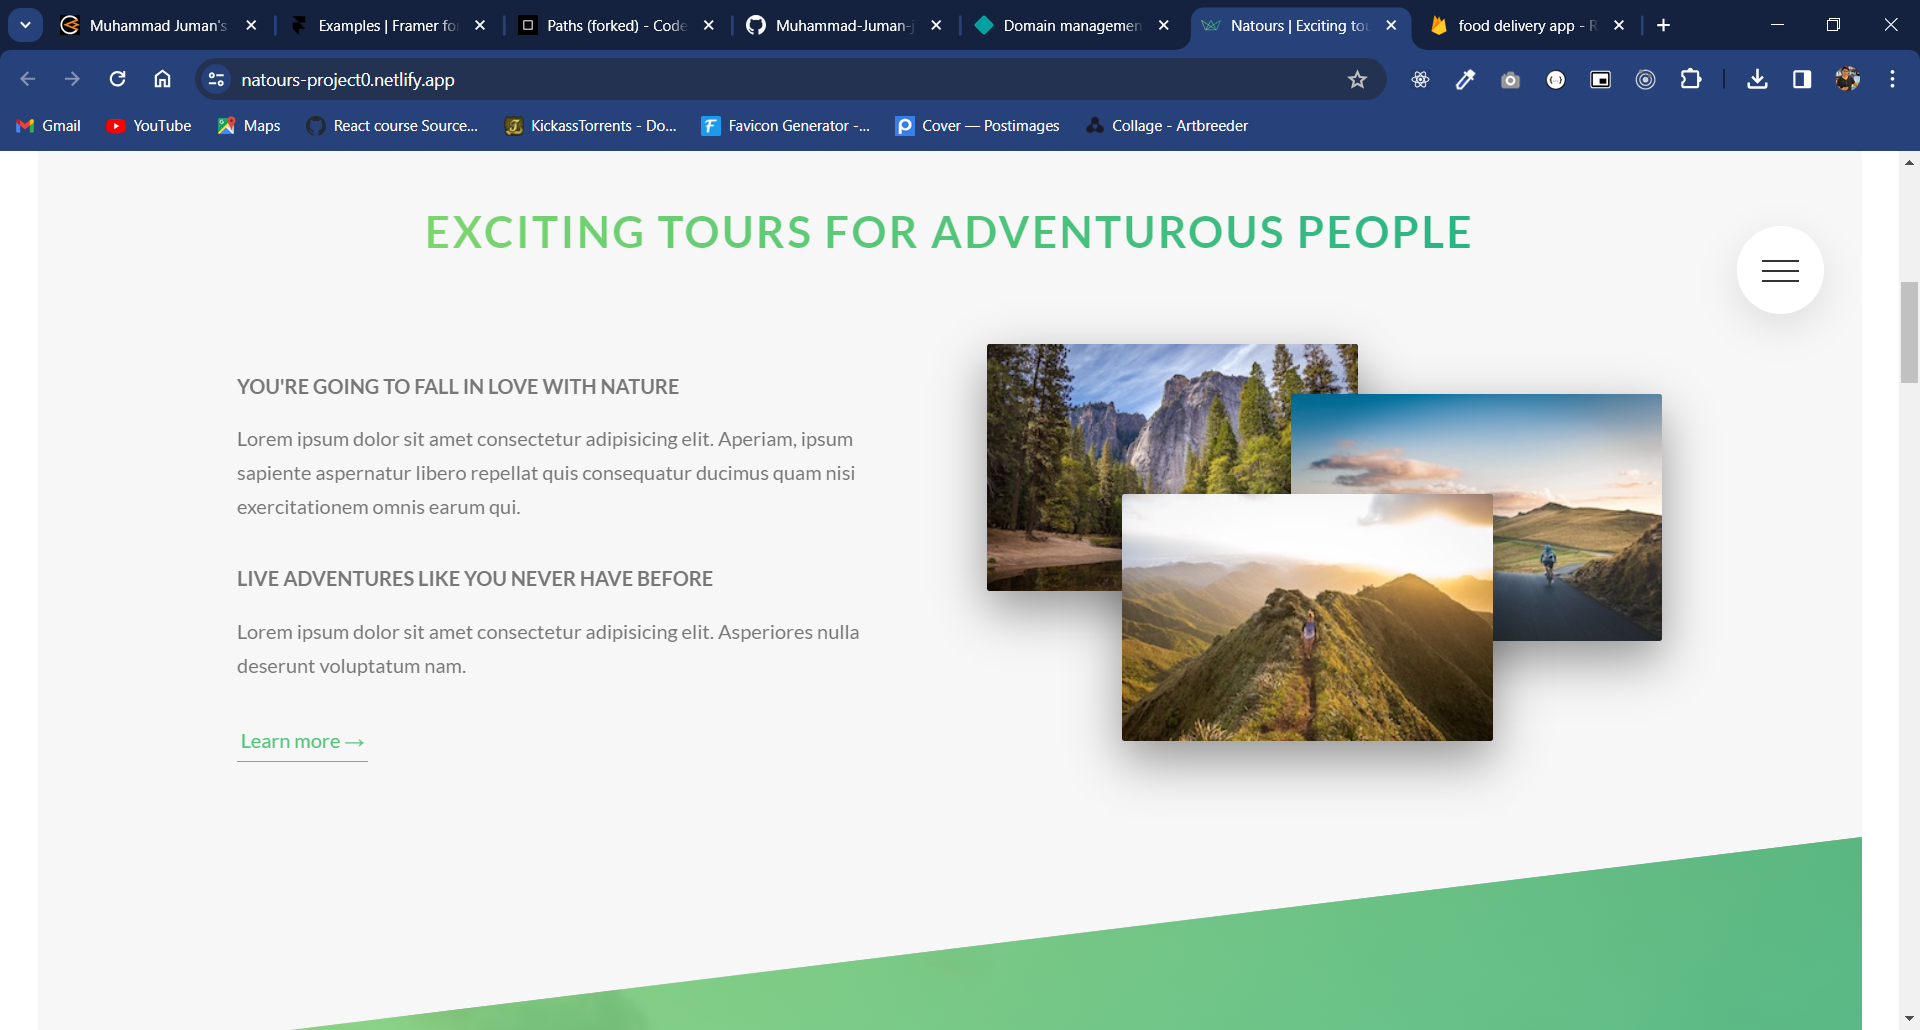 Muhammad Juman's
Examples | Framer fo
Paths (forked) - Code
Muhammad-Juman-j
Domain managemen
Natours | Exciting to
food delivery app - R
natours-project0.netlify.app
Gmail
YouTube
Maps
React course Source...
KickassTorrents - Do...
Favicon Generator -...
Cover — Postimages
Collage - Artbreeder
EXCITING TOURS FOR ADVENTUROUS PEOPLE
YOU'RE GOING TO FALL IN LOVE WITH NATURE
Lorem ipsum dolor sit amet consectetur adipisicing elit. Aperiam, ipsum
sapiente aspernatur libero repellat quis consequatur ducimus quam nisi
exercitationem omnis earum qui.
LIVE ADVENTURES LIKE YOU NEVER HAVE BEFORE
Lorem ipsum dolor sit amet consectetur adipisicing elit. Asperiores nulla
deserunt voluptatum nam.
Learn more →